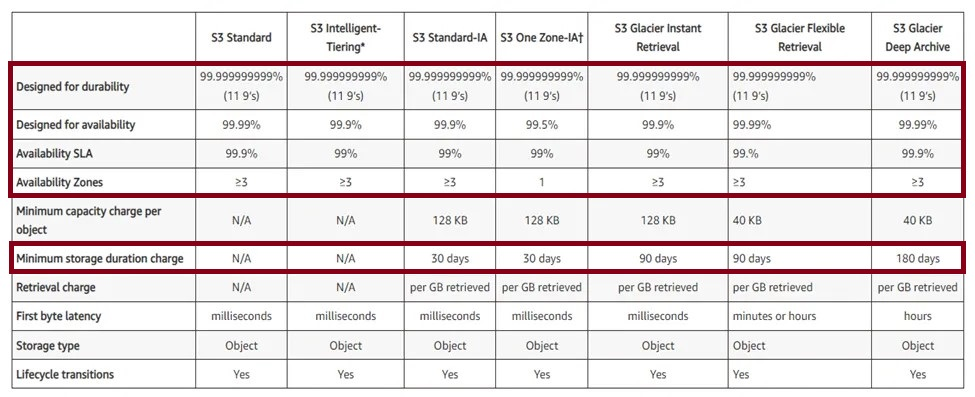 S3 Standard S3 Intelligent-Tiering* S3 Standard-IA S3 One Zone-IA† S3 Glacier Instant Retrieval S3 Glacier Flexible Retrieval S3 Glacier Deep Archive
Designed for durability 99.999999999% (11 9's) 99.999999999% (11 9's) 99.999999999% (11 9's) 99.999999999% (11 9's) 99.999999999% (11 9's) 99.999999999% (11 9's) 99.999999999% (11 9's)
Designed for availability 99.99% 99.9% 99.9% 99.5% 99.9% 99.99% 99.99%
Availability SLA 99.9% 99% 99% 99% 99% 99.% 99.9%
Availability Zones ≥3 ≥3 ≥3 1 ≥3 ≥3 ≥3
Minimum capacity charge per object N/A N/A 128 KB 128 KB 128 KB 40 KB 40 KB
Minimum storage duration charge N/A N/A 30 days 30 days 90 days 90 days 180 days
Retrieval charge N/A N/A per GB retrieved per GB retrieved per GB retrieved per GB retrieved per GB retrieved
First byte latency milliseconds milliseconds milliseconds milliseconds milliseconds minutes or hours hours
Storage type Object Object Object Object Object Object Object
Lifecycle transitions Yes Yes Yes Yes Yes Yes Yes